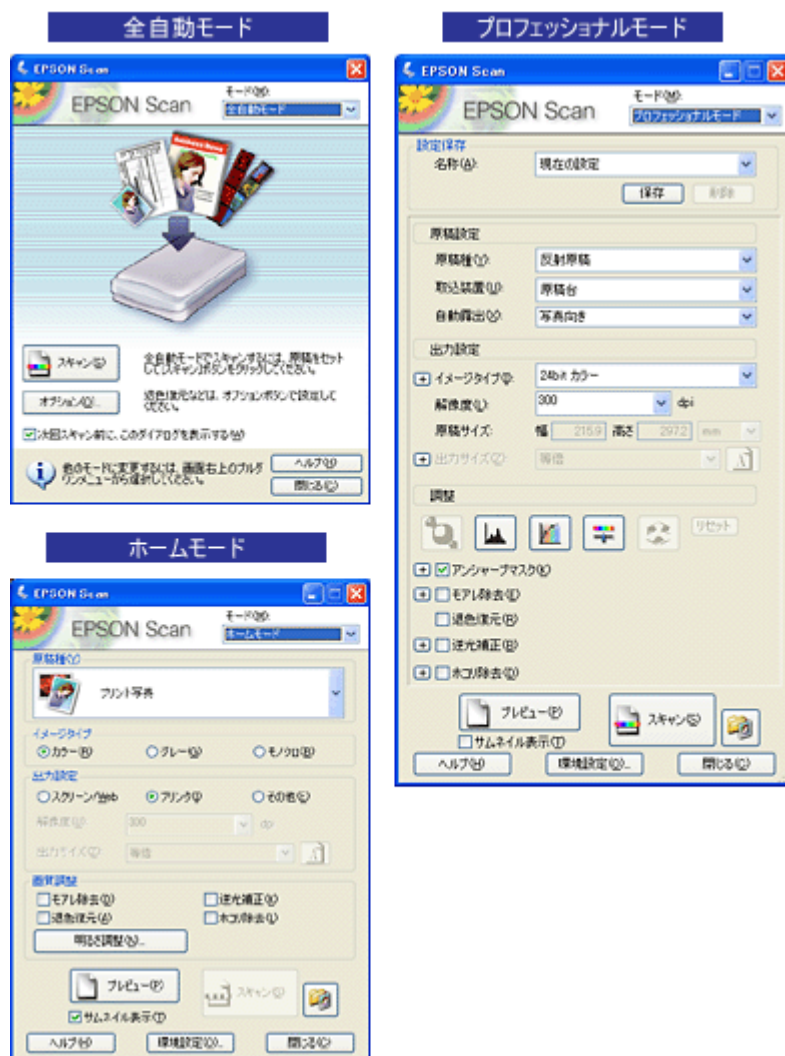 全自動モード
EPSON Scan
EPSON Scan
モード(M):
全自動モード
スキャン(S)
全自動モードでスキャンするには、原稿をセット
して[スキャン]ボタンをクリックしてください。
オプション(O)...
退色復元などは、オプションボタンで設定して
ください。
次回スキャン前に、このダイアログを表示する(W)
他のモードに変更するには、画面右上のプルダ
ウンメニューから選択してください。
ヘルプ(H)
閉じる(C)
ホームモード
EPSON Scan
EPSON Scan
モード(M):
ホームモード
原稿種(Y)
プリント写真
イメージタイプ
カラー(R)
グレー(G)
モノクロ(B)
出力設定
スクリーン/Web
プリンタ(I)
その他(E)
解像度(U):
300
dpi
出力サイズ(Z):
等倍
画質調整
モアレ除去(D)
逆光補正(K)
退色復元(A)
ホコリ除去(L)
明るさ調整(N)...
プレビュー(P)
スキャン(S)
サムネイル表示(T)
ヘルプ(H)
環境設定(O)...
閉じる(C)
プロフェッショナルモード
EPSON Scan
EPSON Scan
モード(M):
プロフェッショナルモード
設定保存
名称(A):
現在の設定
保存
削除
原稿設定
原稿種(Y):
反射原稿
取込装置(U):
原稿台
自動露出(X):
写真向き
出力設定
イメージタイプ(I):
24bit カラー
解像度(L):
300
dpi
原稿サイズ:
幅
215.9
高さ
297.2
mm
出力サイズ(Z):
等倍
調整
リセット
アンシャープマスク(K)
モアレ除去(E)
退色復元(R)
逆光補正(B)
ホコリ除去(D)
プレビュー(P)
スキャン(S)
サムネイル表示(T)
ヘルプ(H)
環境設定(O)...
閉じる(C)